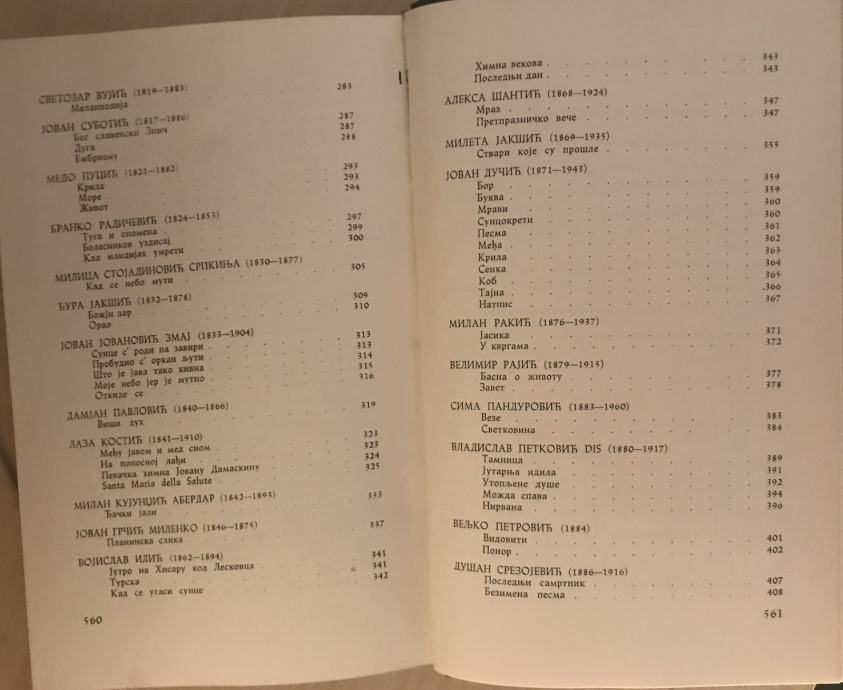 СВЕТОЗАР ВУЈИЋ (1819—1883)
Меланхолија . . . 283
ЈОВАН СУБОТИЋ (1817—1886)
Бог славенски Знич . . . 287
Дуга . . . 287
Ембриону . . . 288
МЕДО ПУЦИЋ (1821—1882)
Крила . . . 293
Море . . . 293
Живот . . . 294
БРАНКО РАДИЧЕВИЋ (1824—1853)
Туга и опомена . . . 297
Болесников уздисај . . . 299
Кад млидијах умрети . . . 300
МИЛИЦА СТОЈАДИНОВИЋ СРПКИЊА (1830—1877)
Кад се небо мути . . . 305
ЂУРА ЈАКШИЋ (1832—1878)
Божји дар . . . 309
Орао . . . 310
ЈОВАН ЈОВАНОВИЋ ЗМАЈ (1833—1904)
Сунце с' роди па завири . . . 313
Пробудио с' оркан љути . . . 313
Што је јава тако кивна . . . 314
Моје небо јер је мутно . . . 315
Откиде се . . . 316
ДАМЈАН ПАВЛОВИЋ (1840—1866)
Виши дух . . . 319
ЛАЗА КОСТИЋ (1841—1910)
Међу јавом и мед сном . . . 323
На поносној лађи . . . 323
Певачка химна Јовану Дамаскину . . . 324
Santa Maria della Salute . . . 325
МИЛАН КУЈУНЏИЋ АБЕРДАР (1842—1893)
Ђачки јади . . . 333
ЈОВАН ГРЧИЋ МИЛЕНКО (1846—1875)
Планинска слика . . . 337
ВОЈИСЛАВ ИЛИЋ (1862—1894)
Јутро на Хисару код Лесковца . . . 341
Турска . . . 341
Кад се угаси сунце . . . 342
560
Химна векова . . . 343
Последњи дан . . . 343
АЛЕКСА ШАНТИЋ (1868—1924)
Мраз . . . 347
Претпразничко вече . . . 347
МИЛЕТА ЈАКШИЋ (1869—1935)
Ствари које су прошле . . . 355
ЈОВАН ДУЧИЋ (1871—1943)
Бор . . . 359
Буква . . . 359
Мрави . . . 360
Сунцокрети . . . 360
Песма . . . 361
Међа . . . 362
Крила . . . 363
Сенка . . . 364
Коб . . . 365
Тајна . . . 366
Натпис . . . 367
МИЛАН РАКИЋ (1876—1937)
Јасика . . . 371
У квргама . . . 372
ВЕЛИМИР РАЈИЋ (1879—1915)
Басна о животу . . . 377
Завет . . . 378
СИМА ПАНДУРОВИЋ (1883—1960)
Везе . . . 383
Светковина . . . 384
ВЛАДИСЛАВ ПЕТКОВИЋ DIS (1880—1917)
Тамница . . . 389
Јутарња идила . . . 391
Утопљене душе . . . 392
Можда спава . . . 394
Нирвана . . . 396
ВЕЉКО ПЕТРОВИЋ (1884)
Видовити . . . 401
Понор . . . 402
ДУШАН СРЕЗОЈЕВИЋ (1886—1916)
Последњи самртник . . . 407
Безимена песма . . . 408
561